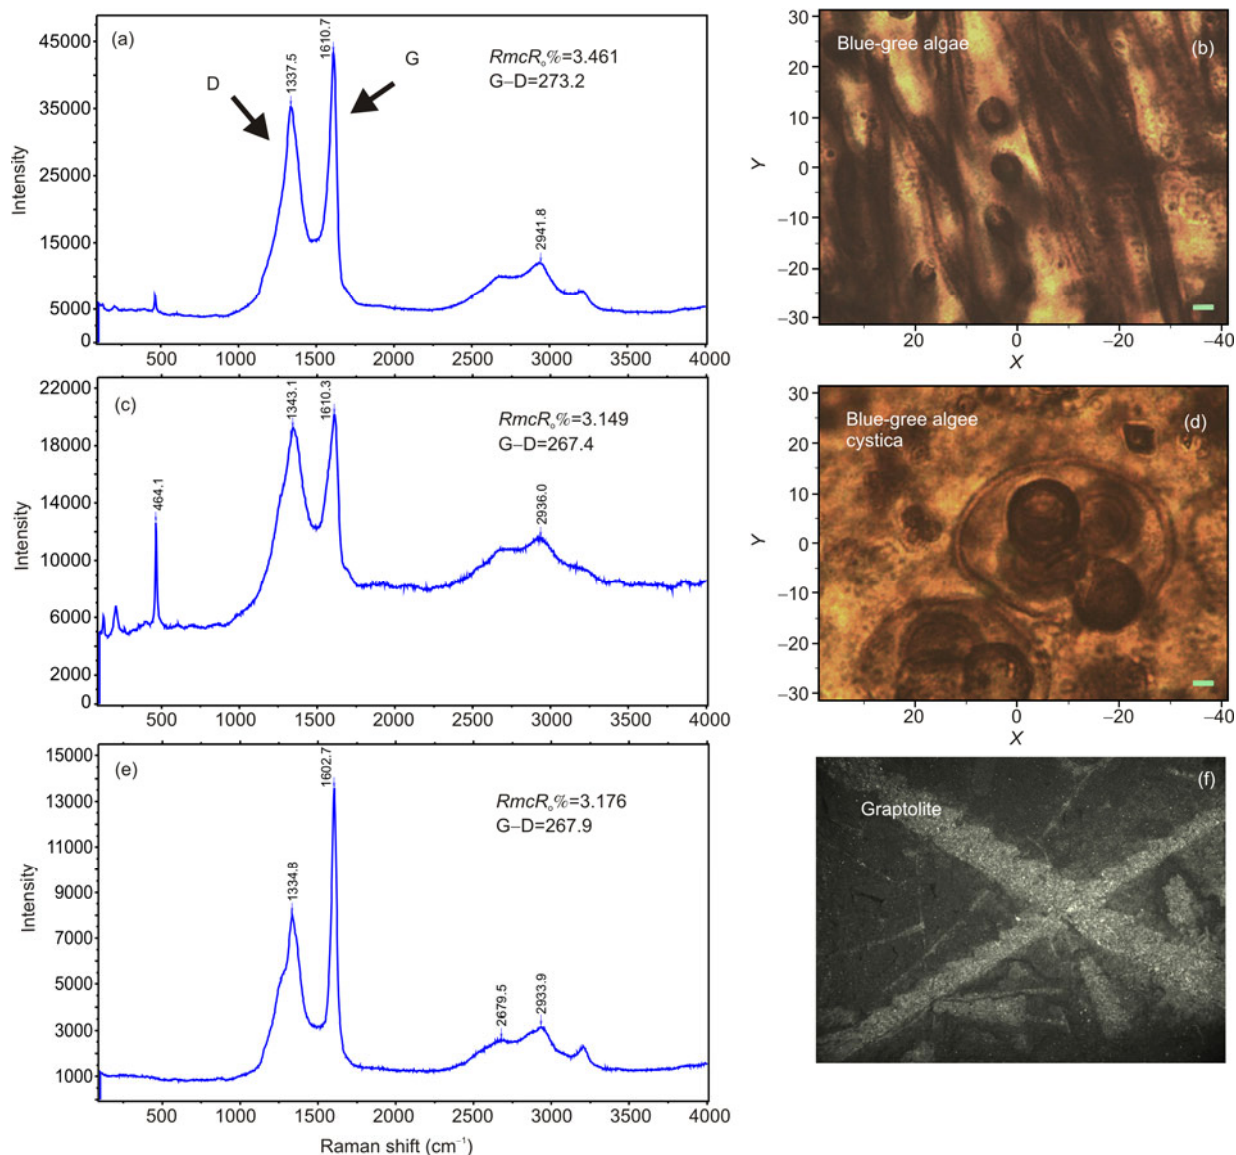 (a)
45000
35000
25000
15000
5000
0
Intensity
D
1337.5
1610.7
G
RmcRₒ%=3.461
G–D=273.2
2941.8
500 1000 1500 2000 2500 3000 3500 4000
Blue-gree algae
(b)
30
20
10
0
–10
–20
–30
Y
20 0 –20 –40
X
(c)
22000
18000
14000
10000
6000
2000
0
Intensity
464.1
1343.1
1610.3
RmcRₒ%=3.149
G–D=267.4
2936.0
500 1000 1500 2000 2500 3000 3500 4000
Blue-gree algee
cystica
(d)
30
20
10
0
–10
–20
–30
Y
20 0 –20 –40
X
(e)
15000
13000
11000
9000
7000
5000
3000
1000
Intensity
1334.8
1602.7
RmcRₒ%=3.176
G–D=267.9
2679.5
2933.9
500 1000 1500 2000 2500 3000 3500 4000
Raman shift (cm⁻¹)
Graptolite
(f)